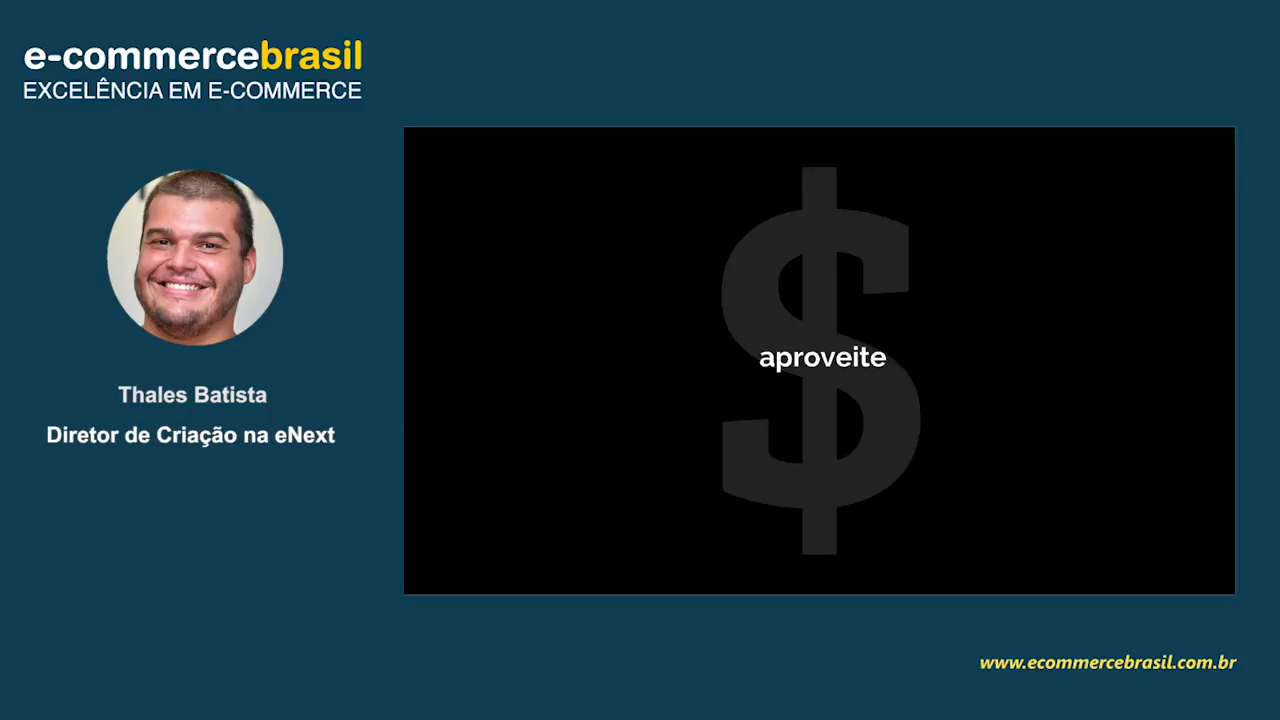 e-commercebrasil
EXCELÊNCIA EM E-COMMERCE
$
aproveite
Thales Batista
Diretor de Criação na eNext
www.ecommercebrasil.com.br